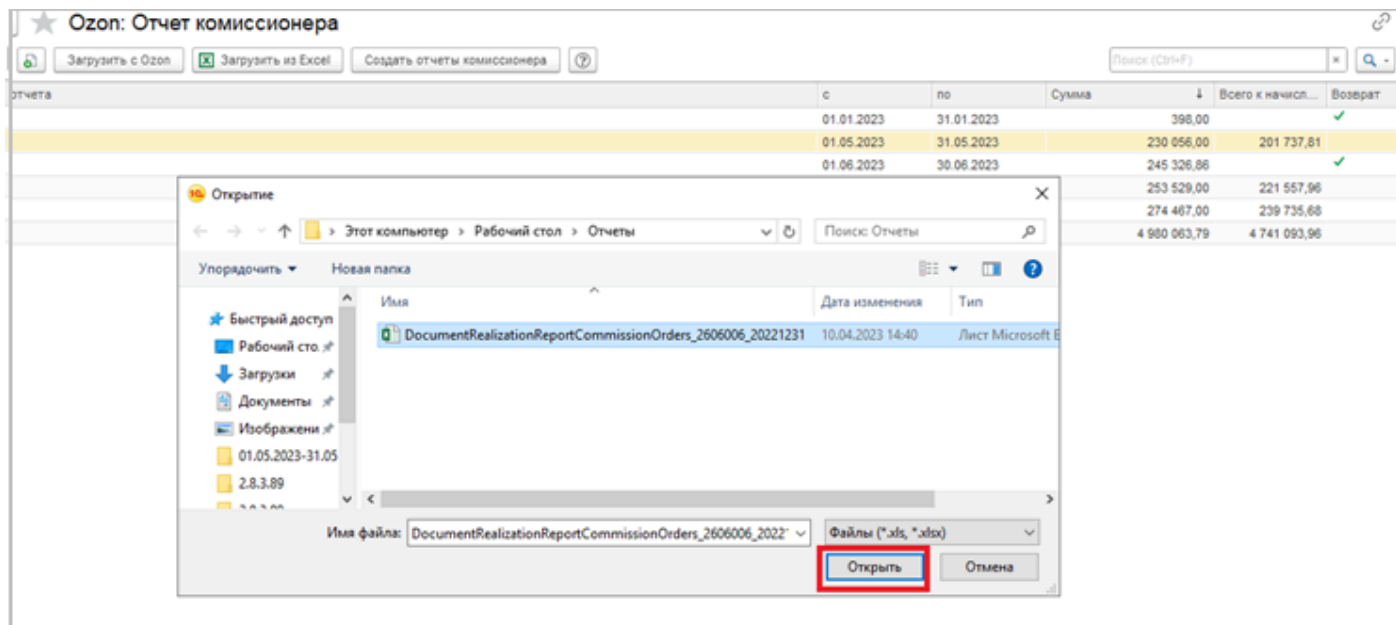 Ozon: Отчет комиссионера
Загрузить с Ozon Загрузить из Excel Создать отчеты комиссионера ? Поиск (Ctrl+F) ×
отчета с по Сумма ↓ Всего к начисл... Возврат
01.01.2023 31.01.2023 398,00
01.05.2023 31.05.2023 230 056,00 201 737,81
01.06.2023 30.06.2023 245 326,86
253 529,00 221 557,96
274 467,00 239 735,68
4 980 063,79 4 741 093,96
Открытие
Этот компьютер › Рабочий стол › Отчеты Поиск: Отчеты
Упорядочить Новая папка
Имя Дата изменения Тип
DocumentRealizationReportCommissionOrders_2606006_20221231 10.04.2023 14:40 Лист Microsoft E
Быстрый доступ
Рабочий сто
Загрузки
Документы
Изображени
01.05.2023-31.05
2.8.3.89
Имя файла: DocumentRealizationReportCommissionOrders_2606006_2022 Файлы (*.xls, *.xlsx)
Открыть Отмена